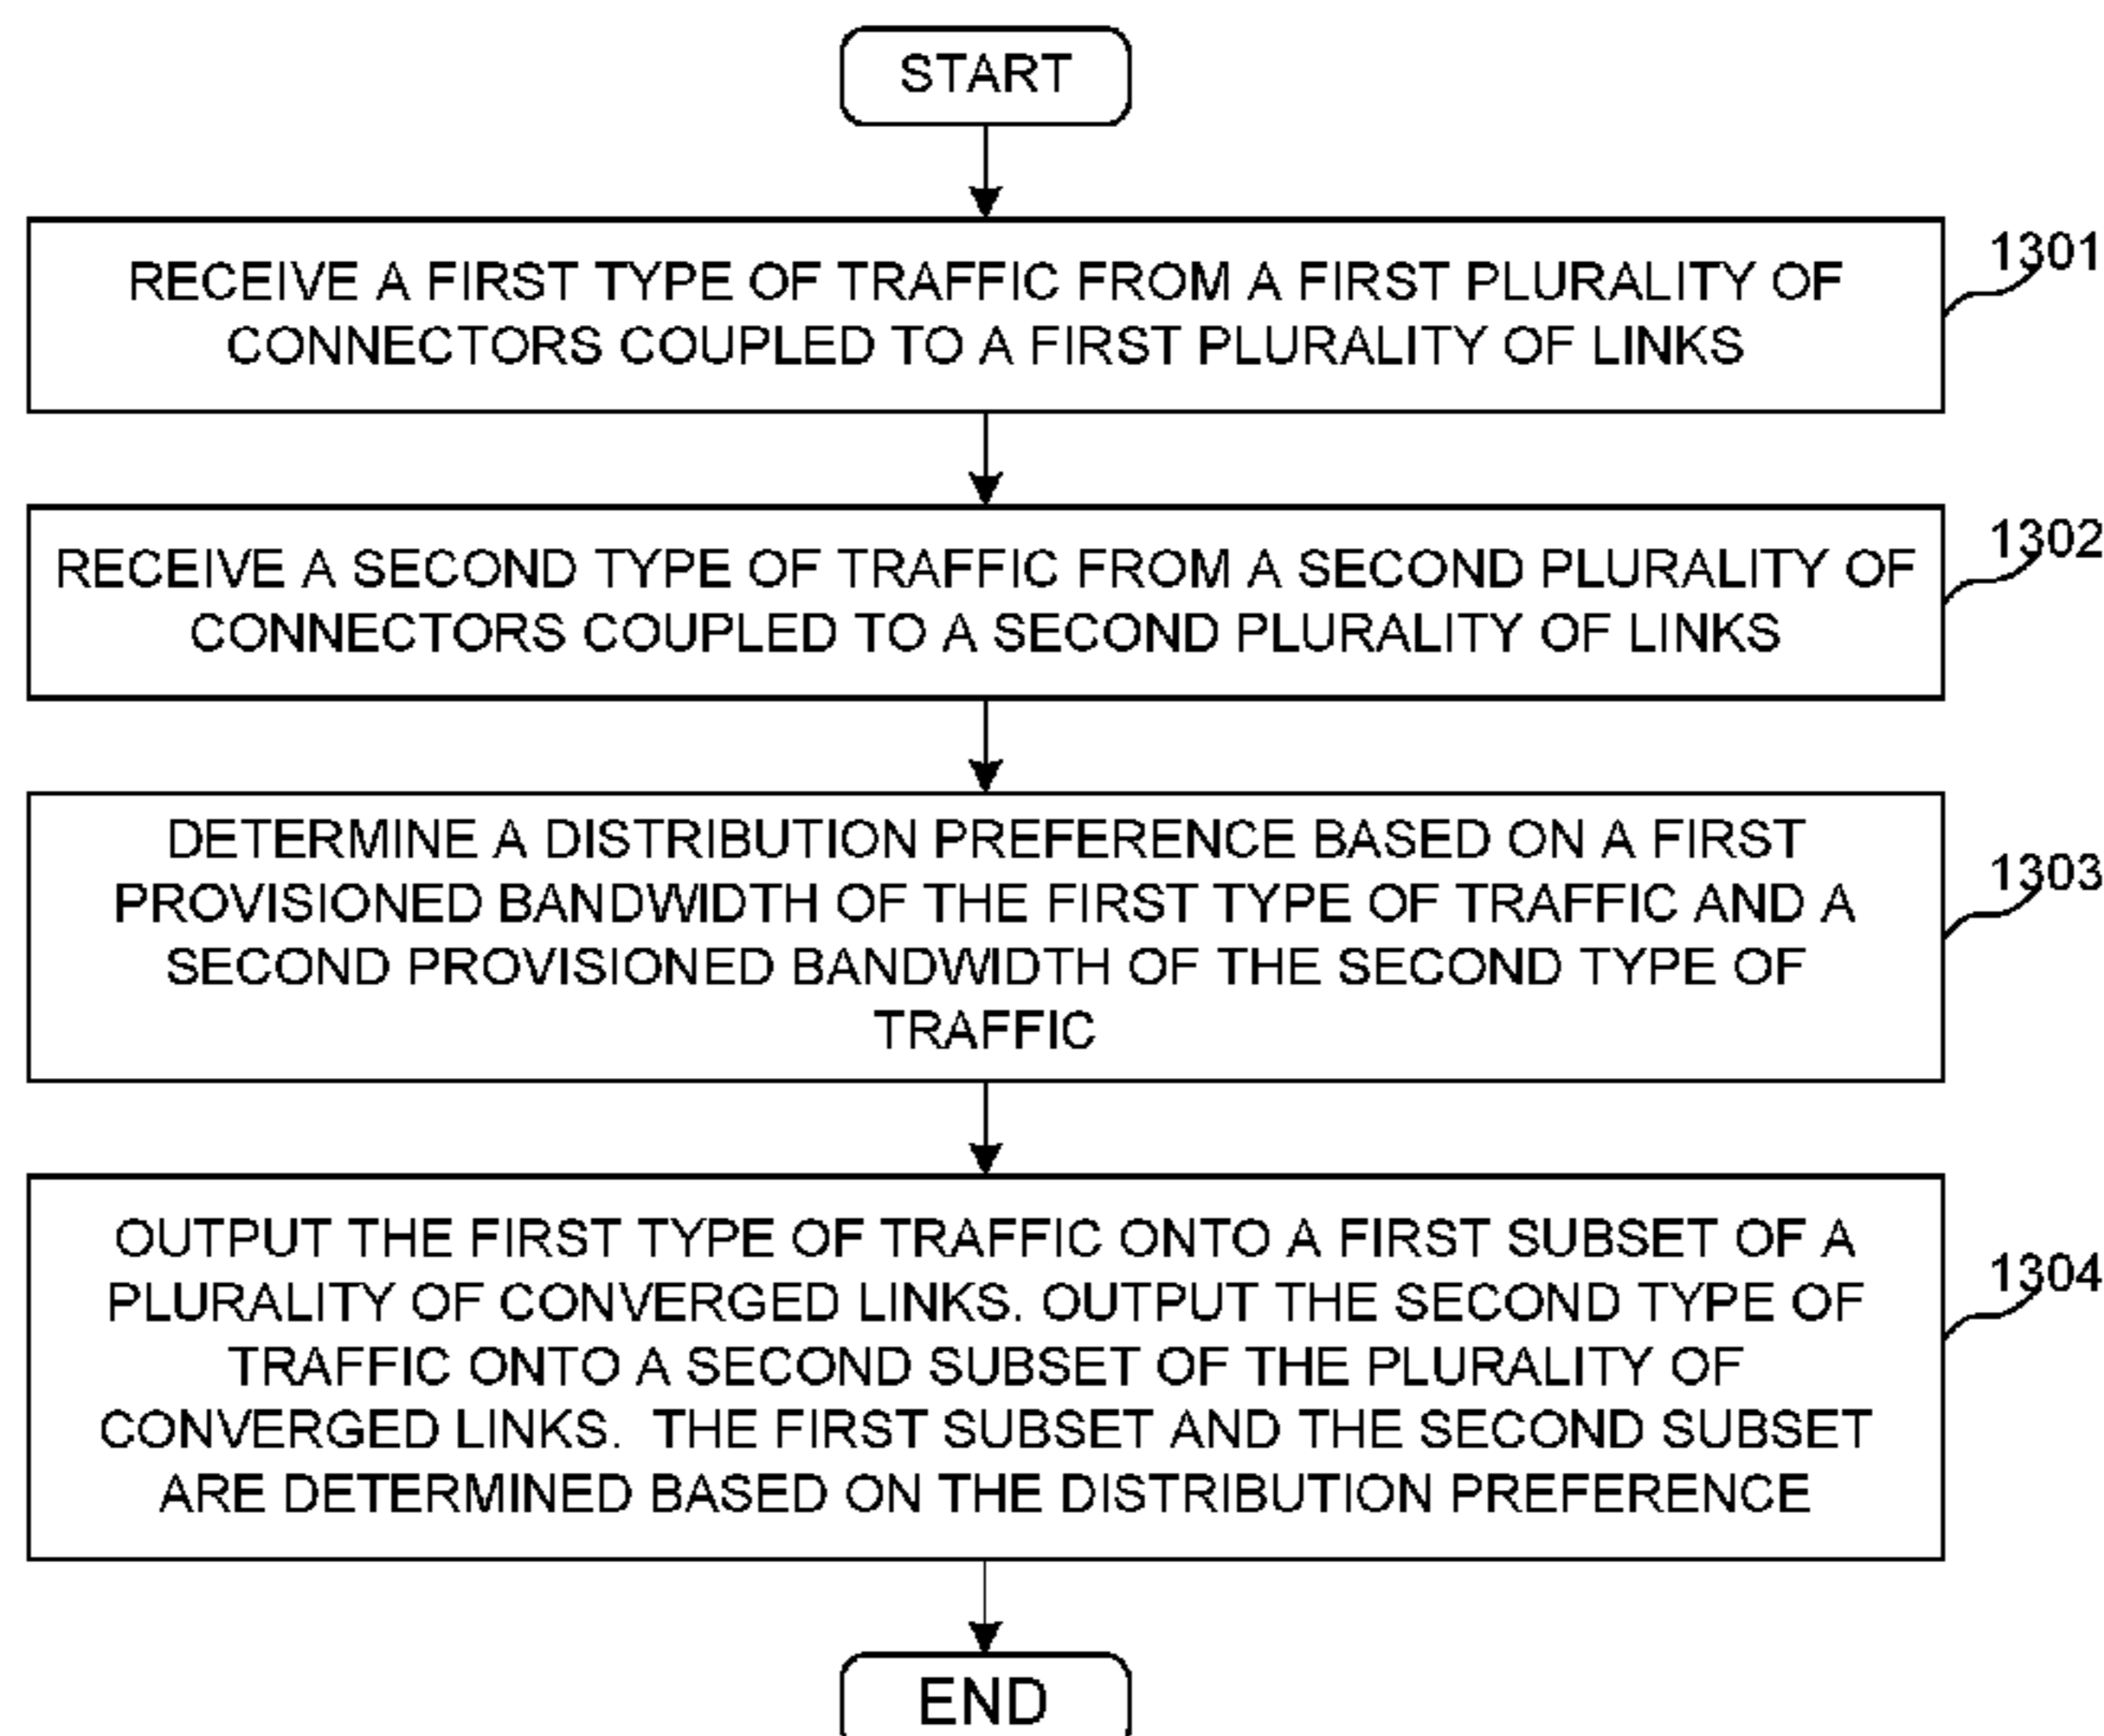 START
RECEIVE A FIRST TYPE OF TRAFFIC FROM A FIRST PLURALITY OF
CONNECTORS COUPLED TO A FIRST PLURALITY OF LINKS
1301
RECEIVE A SECOND TYPE OF TRAFFIC FROM A SECOND PLURALITY OF
CONNECTORS COUPLED TO A SECOND PLURALITY OF LINKS
1302
DETERMINE A DISTRIBUTION PREFERENCE BASED ON A FIRST
PROVISIONED BANDWIDTH OF THE FIRST TYPE OF TRAFFIC AND A
SECOND PROVISIONED BANDWIDTH OF THE SECOND TYPE OF
TRAFFIC
1303
OUTPUT THE FIRST TYPE OF TRAFFIC ONTO A FIRST SUBSET OF A
PLURALITY OF CONVERGED LINKS. OUTPUT THE SECOND TYPE OF
TRAFFIC ONTO A SECOND SUBSET OF THE PLURALITY OF
CONVERGED LINKS. THE FIRST SUBSET AND THE SECOND SUBSET
ARE DETERMINED BASED ON THE DISTRIBUTION PREFERENCE
1304
END